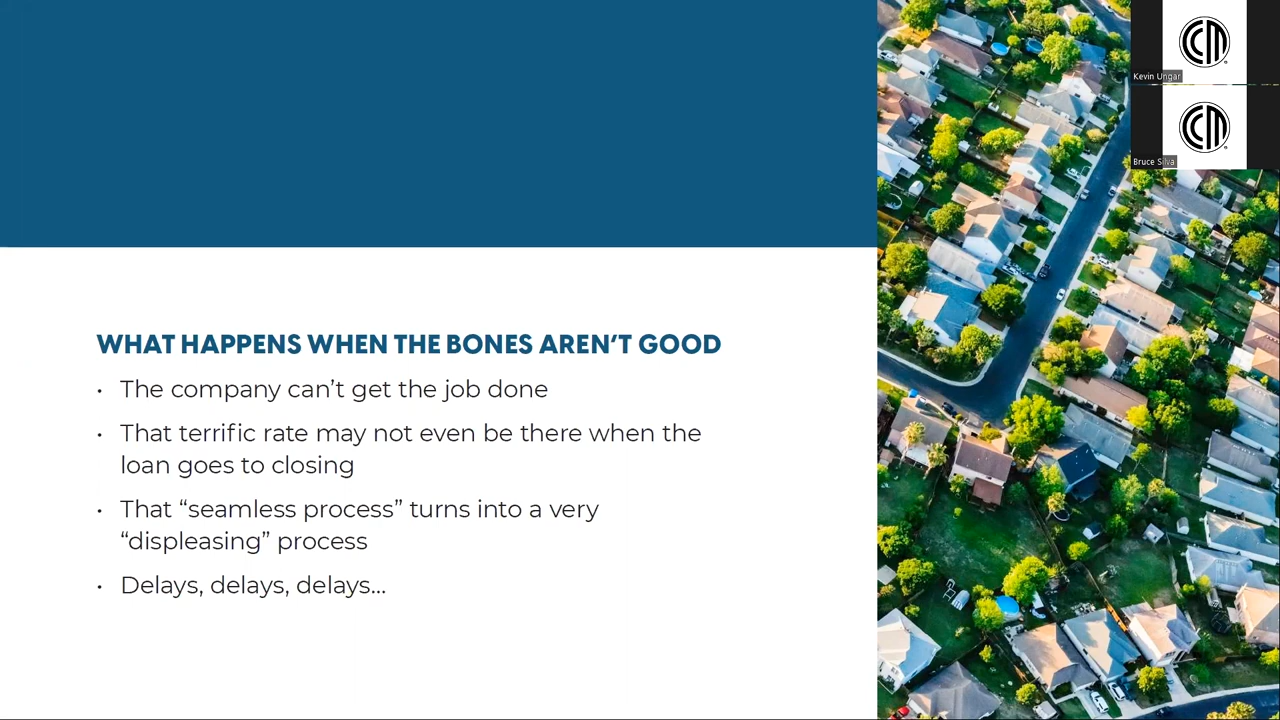 Kevin Ungar
Bruce Silva
WHAT HAPPENS WHEN THE BONES AREN’T GOOD
• The company can’t get the job done
• That terrific rate may not even be there when the
loan goes to closing
• That “seamless process” turns into a very
“displeasing” process
• Delays, delays, delays...